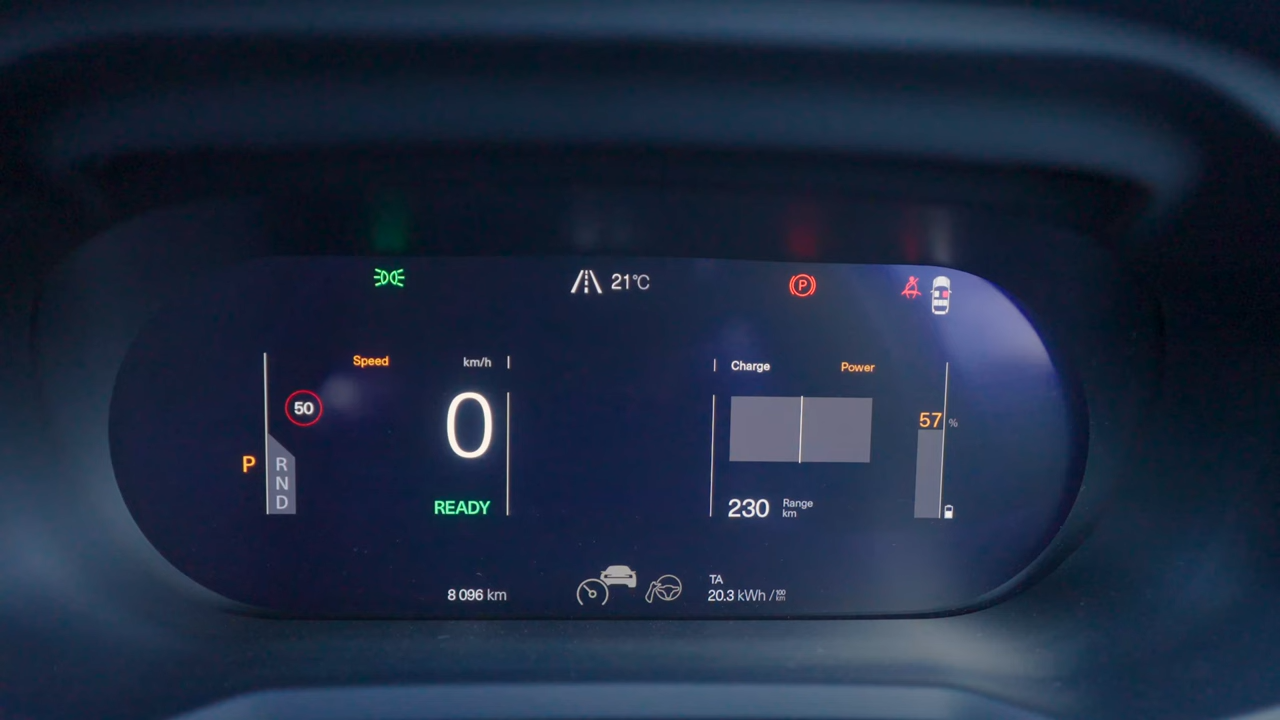 21°C
P
Speed km/h
Charge Power
50
0
57 %
P
R
N
D
READY
230 Range km
8 096 km
TA
20.3 kWh / 100 km